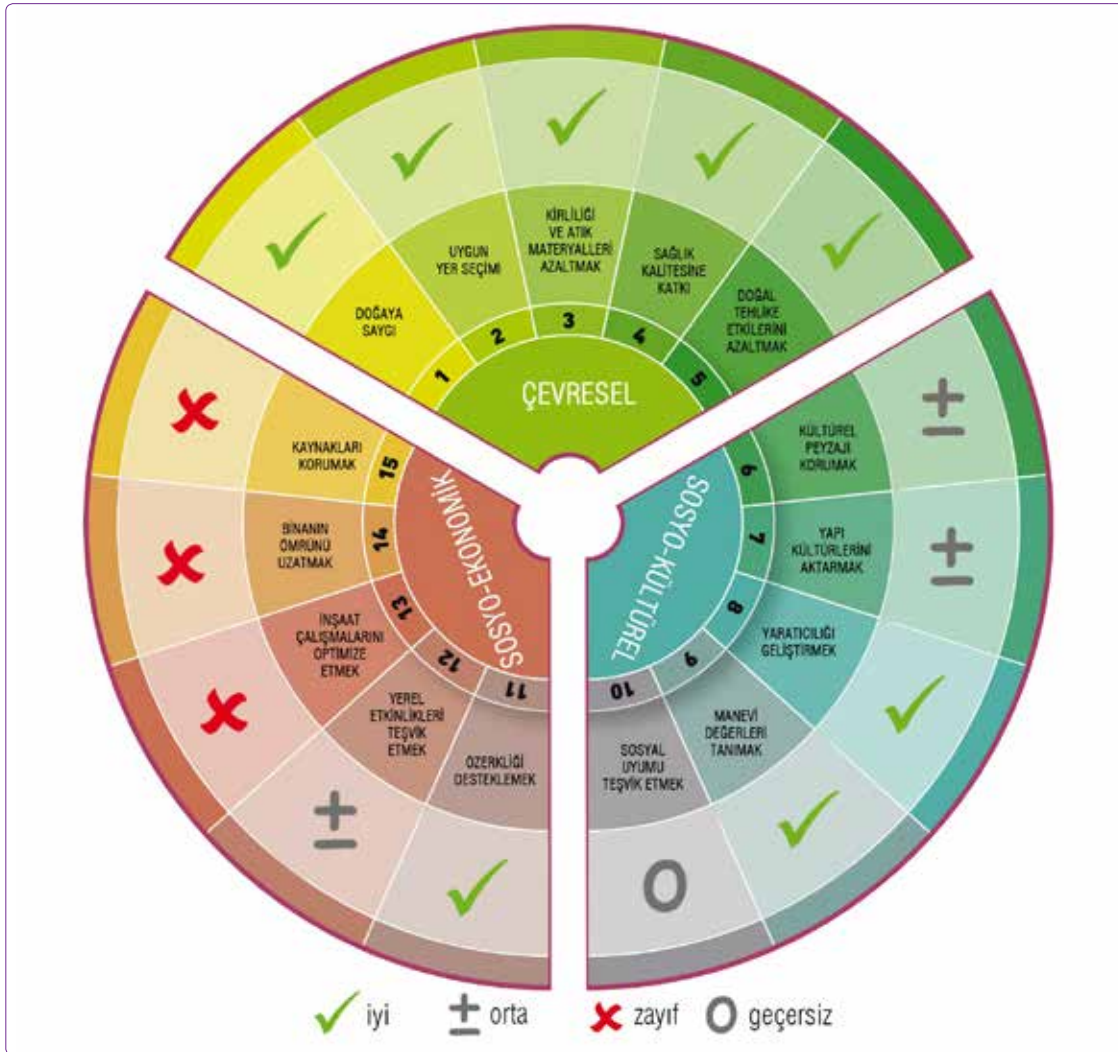 DOĞAYA
SAYGI
1
UYGUN
YER SEÇİMİ
2
KİRLİLİĞİ
VE ATIK
MATERYALLERİ
AZALTMAK
3
SAĞLIK
KALİTESİNE
KATKI
4
DOĞAL
TEHLİKE
ETKİLERİNİ
AZALTMAK
5
ÇEVRESEL
KÜLTÜREL
PEYZAJI
KORUMAK
6
YAPI
KÜLTÜRLERİNİ
AKTARMAK
7
YARATICILIĞI
GELİŞTİRMEK
8
MANEVİ
DEĞERLERİ
TANIMAK
9
SOSYAL
UYUMU
TEŞVİK ETMEK
10
SOSYO-KÜLTÜREL
ÖZERKLİĞİ
DESTEKLEMEK
11
YEREL
ETKİNLİKLERİ
TEŞVİK
ETMEK
12
İNŞAAT
ÇALIŞMALARINI
OPTİMİZE
ETMEK
13
BİNANIN
ÖMRÜNÜ
UZATMAK
14
KAYNAKLARI
KORUMAK
15
SOSYO-EKONOMİK
iyi
± orta
zayıf
O geçersiz